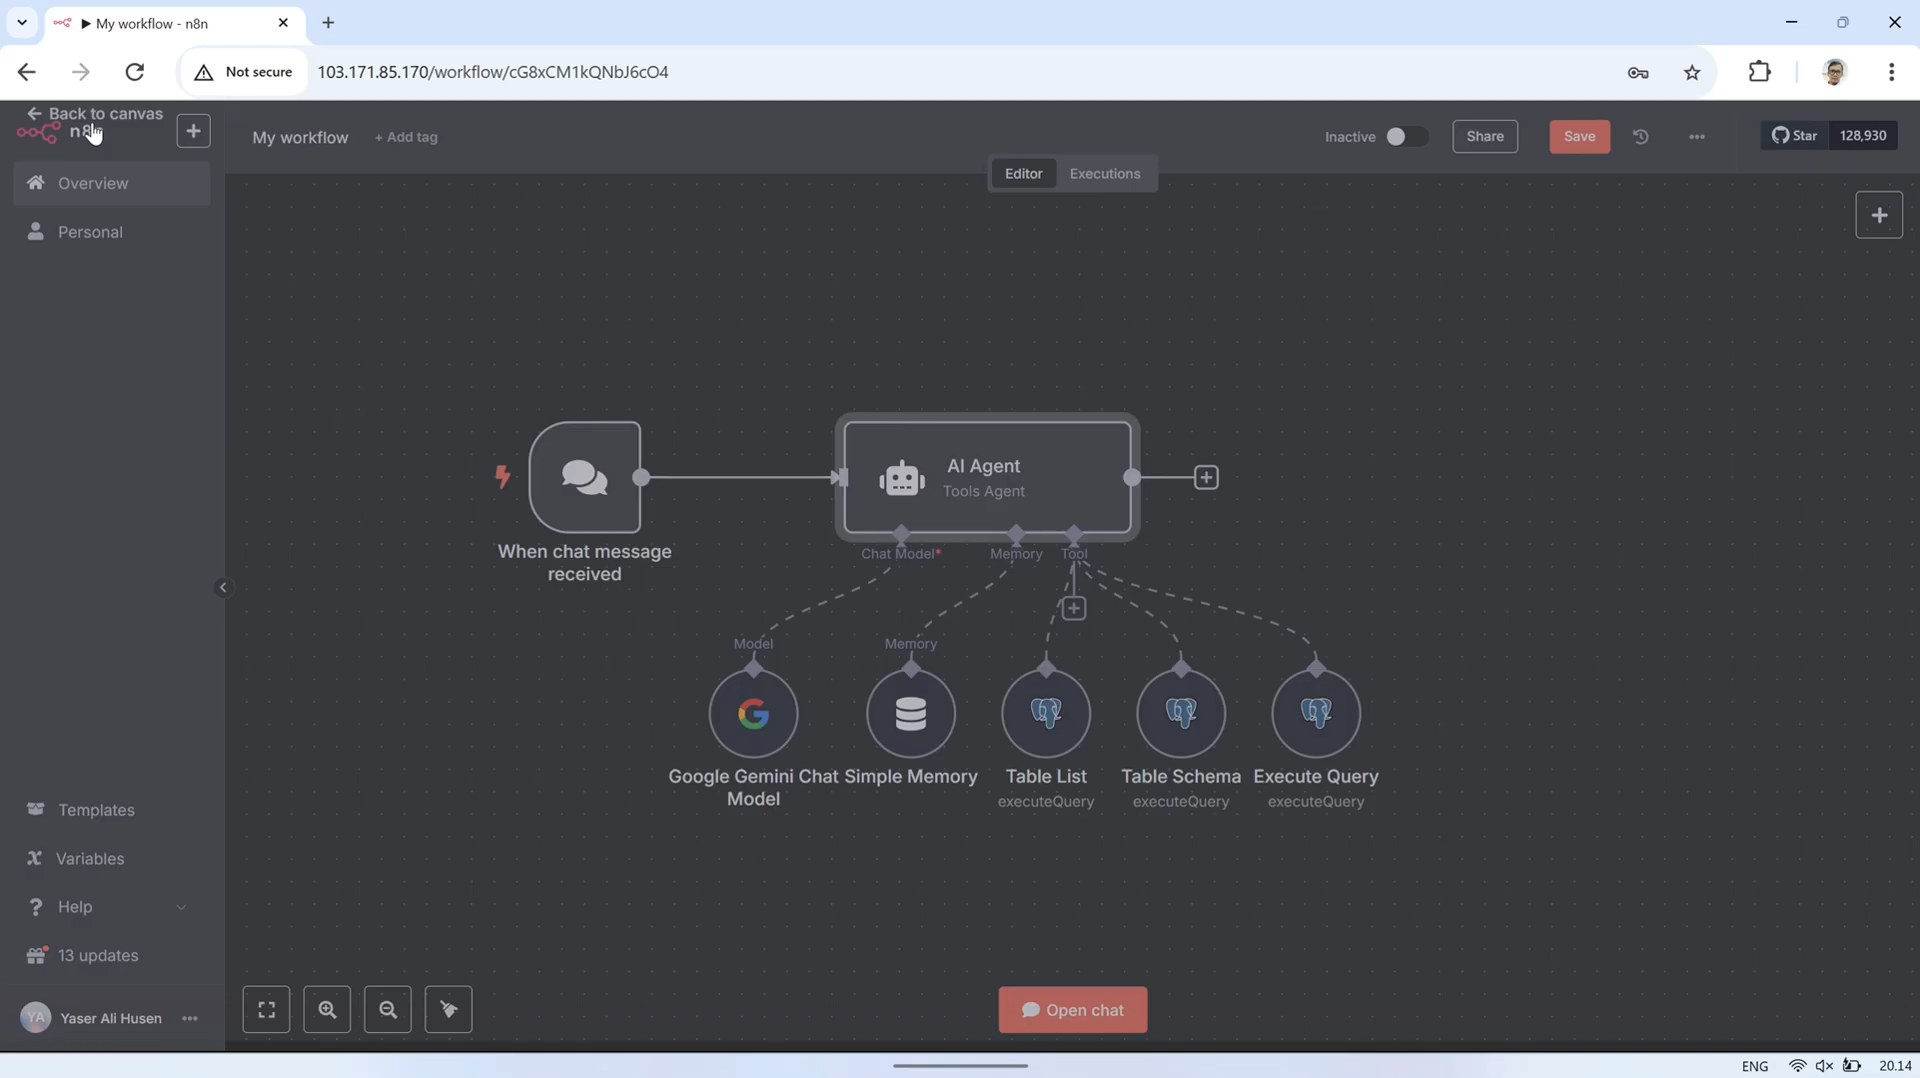 My workflow - n8n
Not secure
103.171.85.170/workflow/cG8xCM1kQNbJ6cO4
Back to canvas
n8n
My workflow
+ Add tag
Inactive
Share
Save
Star
128,930
Editor
Executions
Overview
Personal
AI Agent
Tools Agent
Chat Model*
Memory
Tool
When chat message
received
Model
Memory
Google Gemini Chat
Model
Simple Memory
Table List
executeQuery
Table Schema
executeQuery
Execute Query
executeQuery
Templates
Variables
Help
13 updates
YA
Yaser Ali Husen
Open chat
ENG
20.14